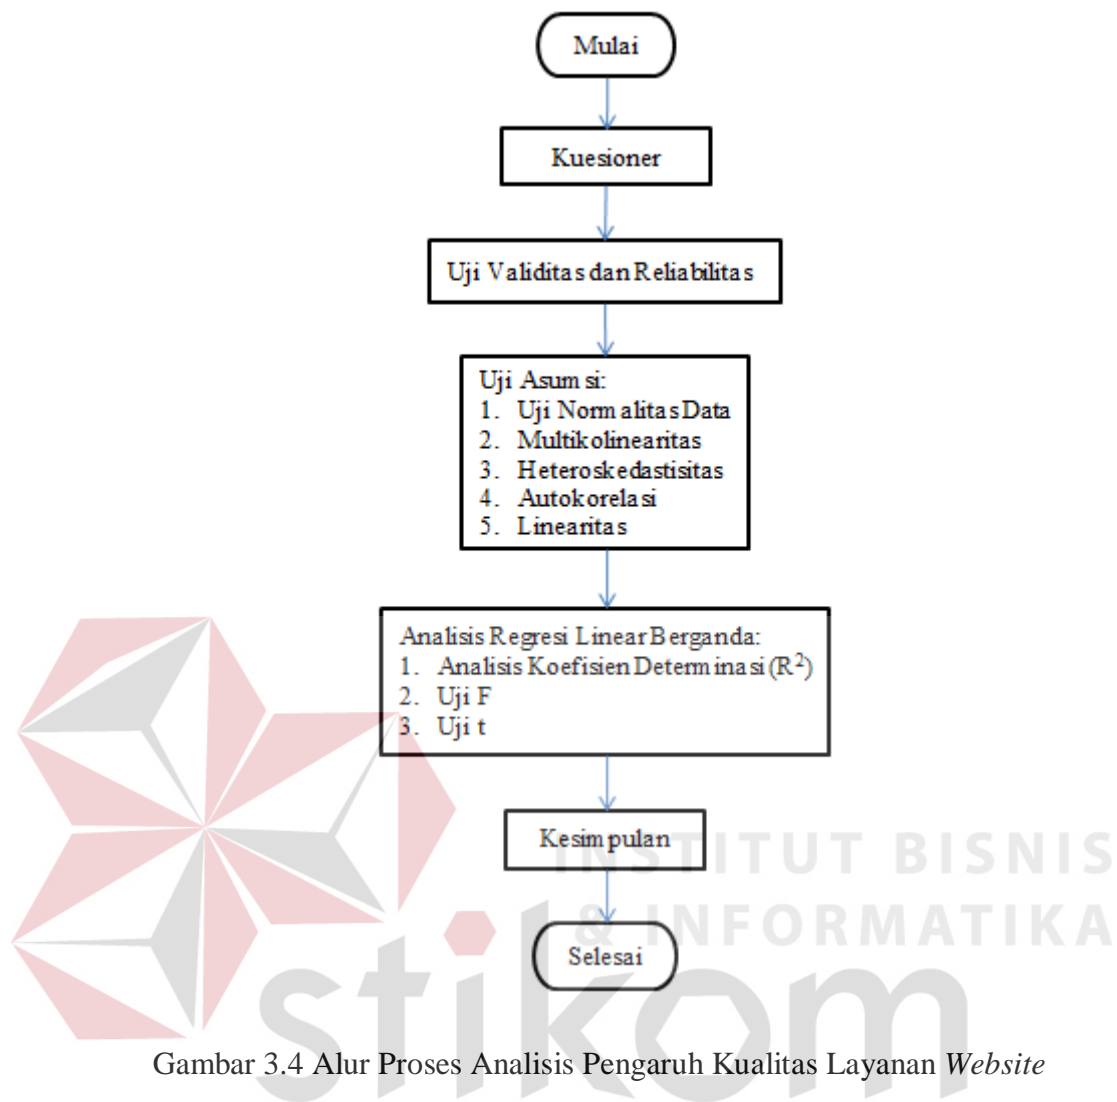 Mulai
Kuesioner
Uji Validitas dan Reliabilitas
Uji Asumsi:
1. Uji Normalitas Data
2. Multikolinearitas
3. Heteroskedastisitas
4. Autokorelasi
5. Linearitas
Analisis Regresi Linear Berganda:
1. Analisis Koefisien Determinasi (R²)
2. Uji F
3. Uji t
Kesimpulan
INSTITUT BISNIS
& INFORMATIKA
Selesai
stikom
Gambar 3.4 Alur Proses Analisis Pengaruh Kualitas Layanan Website